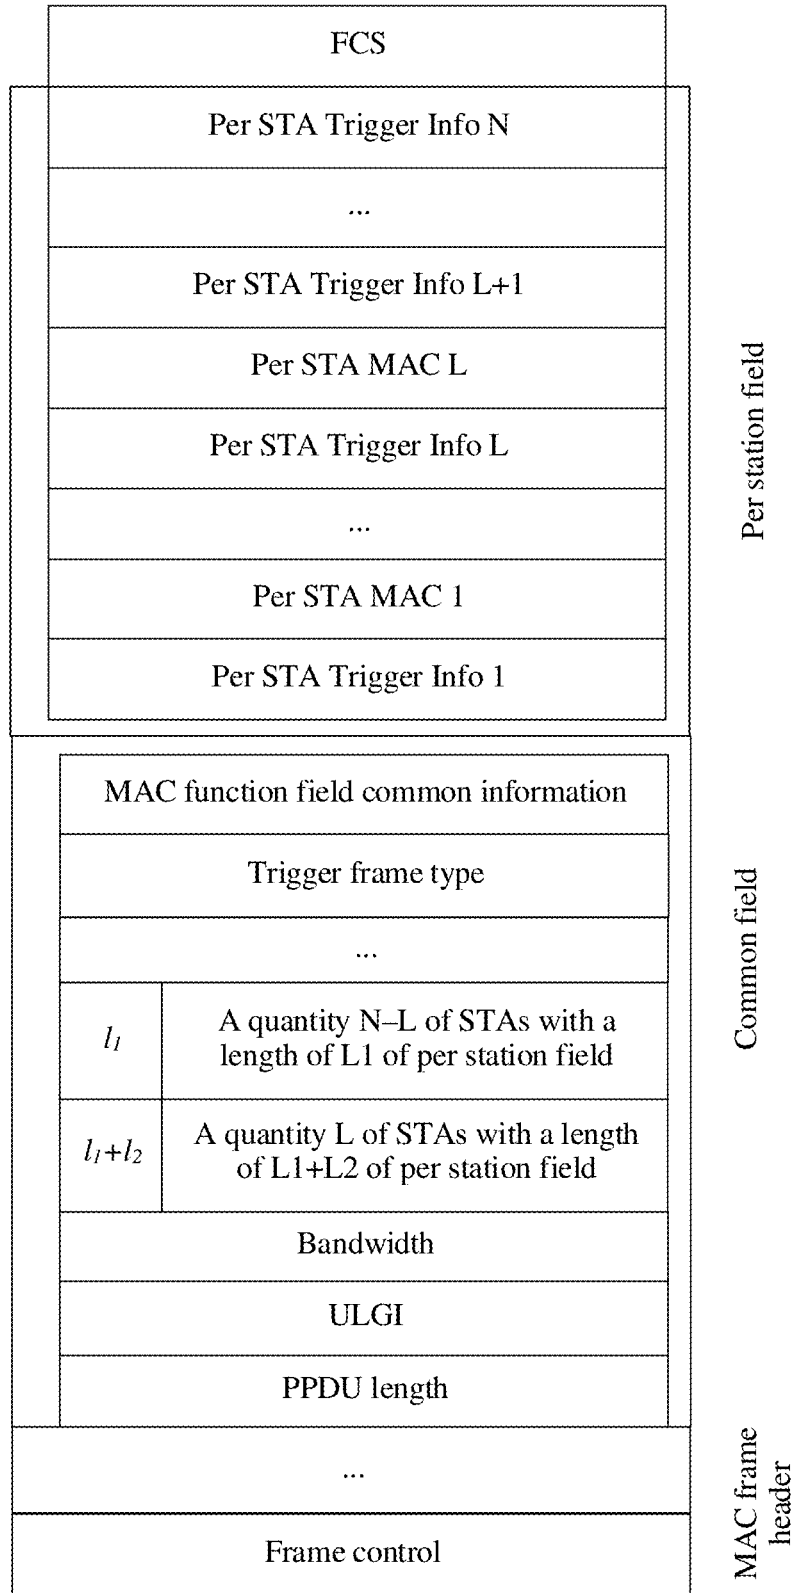 FCS
Per STA Trigger Info N
...
Per STA Trigger Info L+1
Per STA MAC L
Per STA Trigger Info L
...
Per STA MAC 1
Per STA Trigger Info 1
Per station field
MAC function field common information
Trigger frame type
...
l1
A quantity N–L of STAs with a
length of L1 of per station field
l1+l2
A quantity L of STAs with a length
of L1+L2 of per station field
Bandwidth
ULGI
PPDU length
Common field
...
Frame control
MAC frame
header